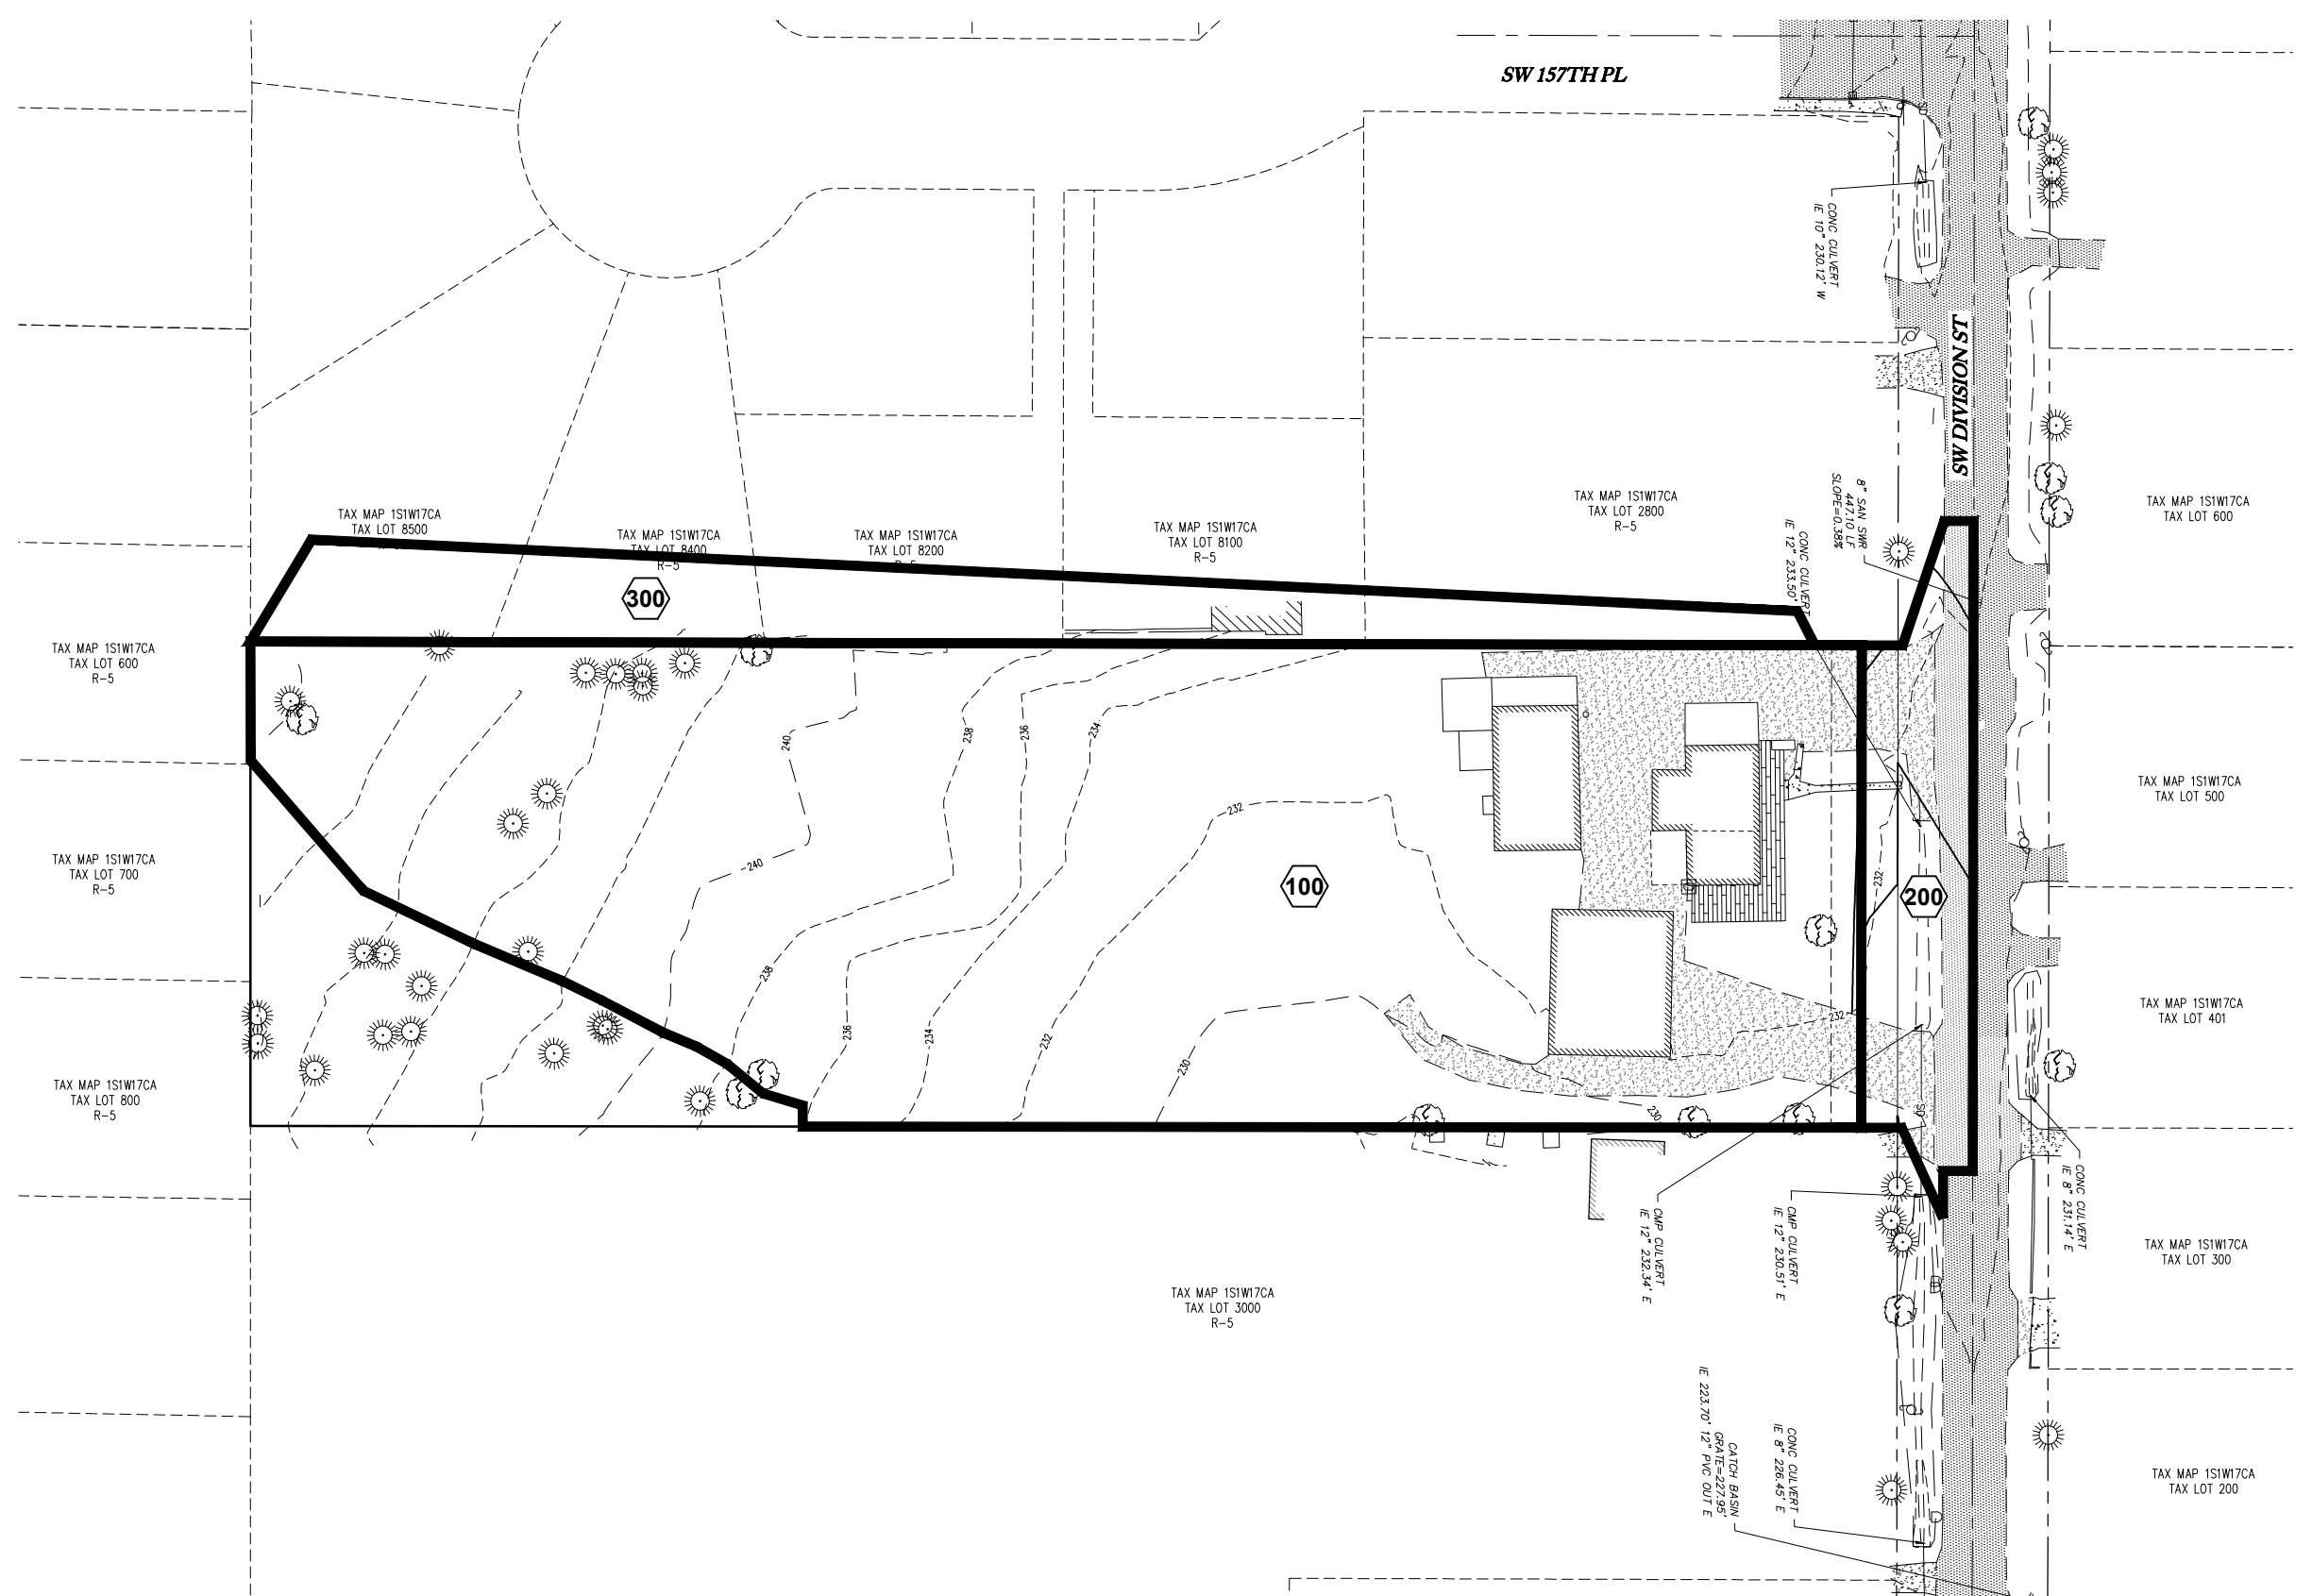 SW 157TH PL
CONC CULVERT
IE 10" 230.12' W
SW DIVISION ST
8" SAN SWR
447.10 LF
SLOPE=0.38%
CONC CULVERT
IE 12" 233.50'
TAX MAP 1S1W17CA
TAX LOT 8500
TAX MAP 1S1W17CA
TAX LOT 8400
R-5
TAX MAP 1S1W17CA
TAX LOT 8200
TAX MAP 1S1W17CA
TAX LOT 8100
R-5
TAX MAP 1S1W17CA
TAX LOT 2800
R-5
TAX MAP 1S1W17CA
TAX LOT 600
300
TAX MAP 1S1W17CA
TAX LOT 600
R-5
240
238
236
234
TAX MAP 1S1W17CA
TAX LOT 500
232
TAX MAP 1S1W17CA
TAX LOT 700
R-5
240
100
232
200
238
236
234
232
230
232
230
SD
TAX MAP 1S1W17CA
TAX LOT 401
TAX MAP 1S1W17CA
TAX LOT 800
R-5
CONC CULVERT
IE 8" 231.14' E
CMP CULVERT
IE 12" 232.34' E
CMP CULVERT
IE 12" 230.51' E
TAX MAP 1S1W17CA
TAX LOT 300
TAX MAP 1S1W17CA
TAX LOT 3000
R-5
CATCH BASIN
GRATE=227.95'
IE 223.70' 12" PVC OUT E
CONC CULVERT
IE 8" 226.45' E
TAX MAP 1S1W17CA
TAX LOT 200